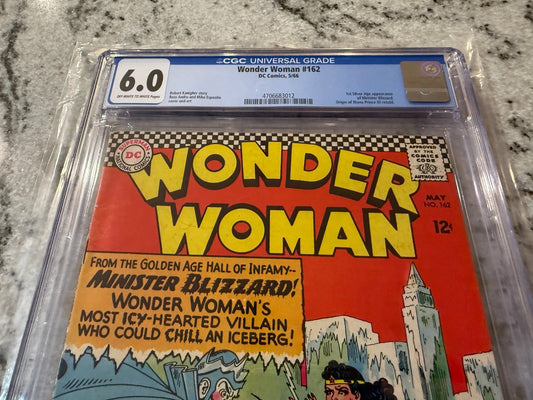 CGC UNIVERSAL GRADE
6.0
OFF-WHITE TO WHITE Pages
Wonder Woman #162
DC Comics, 5/66
Robert Kanigher story
Ross Andru and Mike Esposito
cover and art
4706683012
1st Silver Age appearance
of Minister Blizzard.
Origin of Diana Prince ID retold.
SUPERMAN
DC
NATIONAL COMICS
APPROVED
BY THE
COMICS
CODE
AUTHORITY
WONDER
WOMAN
MAY
NO. 162
12¢
FROM THE GOLDEN AGE HALL OF INFAMY--
MINISTER BLIZZARD!
WONDER WOMAN'S
MOST ICY-HEARTED VILLAIN,
WHO COULD CHILL AN ICEBERG!